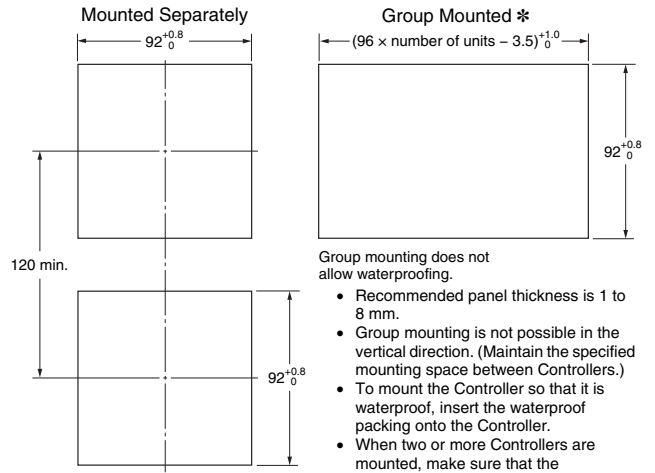 Mounted Separately
92 +0.8 0
120 min.
92 +0.8 0
Group Mounted *
(96 × number of units − 3.5) +1.0 0
92 +0.8 0
Group mounting does not
allow waterproofing.
• Recommended panel thickness is 1 to
8 mm.
• Group mounting is not possible in the
vertical direction. (Maintain the specified
mounting space between Controllers.)
• To mount the Controller so that it is
waterproof, insert the waterproof
packing onto the Controller.
• When two or more Controllers are
mounted, make sure that the